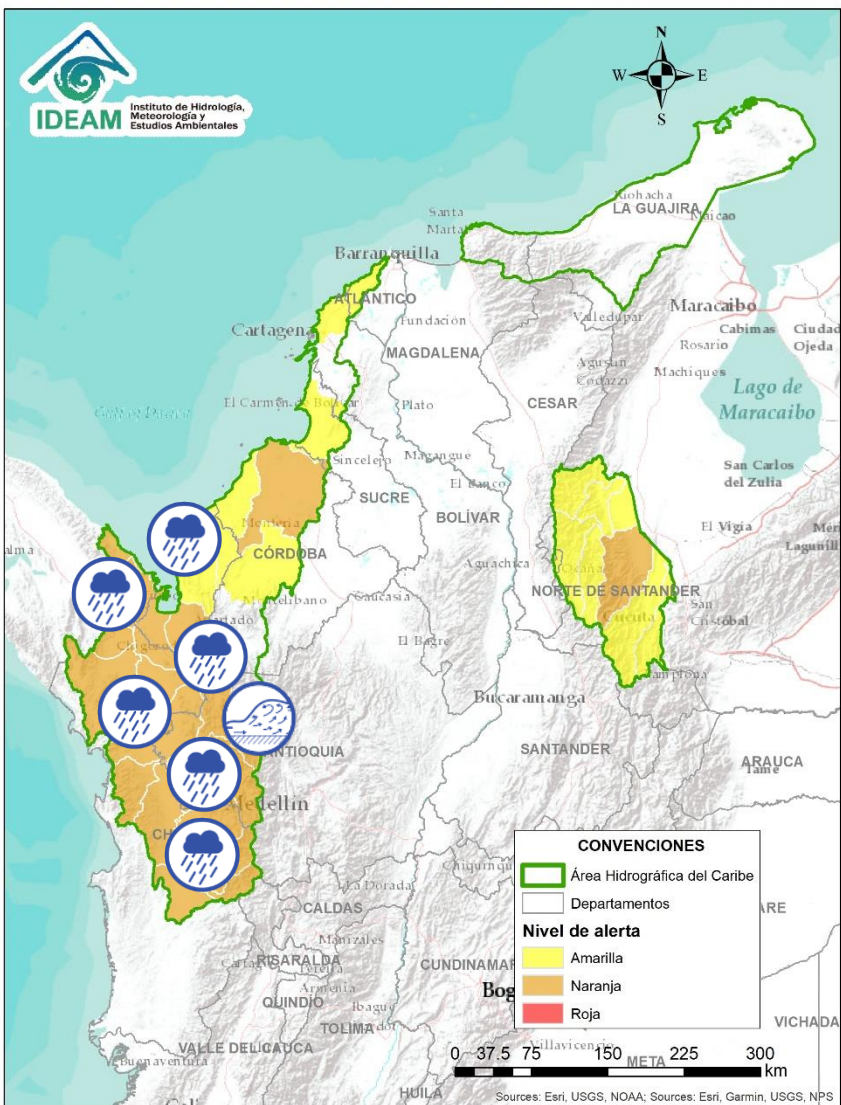 IDEAM
Instituto de Hidrología,
Meteorología y
Estudios Ambientales
N
W
E
S
Riohacha
LA GUAJIRA
Maicao
Santa
Marta
Barranquilla
ATLÁNTICO
Maracaibo
Cartagena
Fundación
Valledupar
Cabimas
Ciudad
Ojeda
Rosario
MAGDALENA
Agustín
Codazzi
Machiques
Lago de
Maracaibo
El Carmen de Bolívar
Plato
CESAR
Sincelejo
Magangue
San Carlos
del Zulia
El Banco
SUCRE
BOLÍVAR
Montería
El Vigía
CÓRDOBA
Aguachica
Ocaña
NORTE DE SANTANDER
Montelíbano
Caucasia
San
Cristóbal
Cúcuta
El Bagre
Pamplona
Bucaramanga
ANTIOQUIA
SANTANDER
ARAUCA
Tame
Medellín
La Dorada
CALDAS
Manizales
RISARALDA
Pereira
Armenia
QUINDÍO
Ibague
TOLIMA
VALLE DEL CAUCA
Buenaventura
HUILA
Villavicencio
META
VICHADA
CONVENCIONES
Área Hidrográfica del Caribe
Departamentos
Nivel de alerta
Amarilla
Naranja
Roja
0 37.5 75 150 225 300
km
Sources: Esri, USGS, NOAA; Sources: Esri, Garmin, USGS, NPS